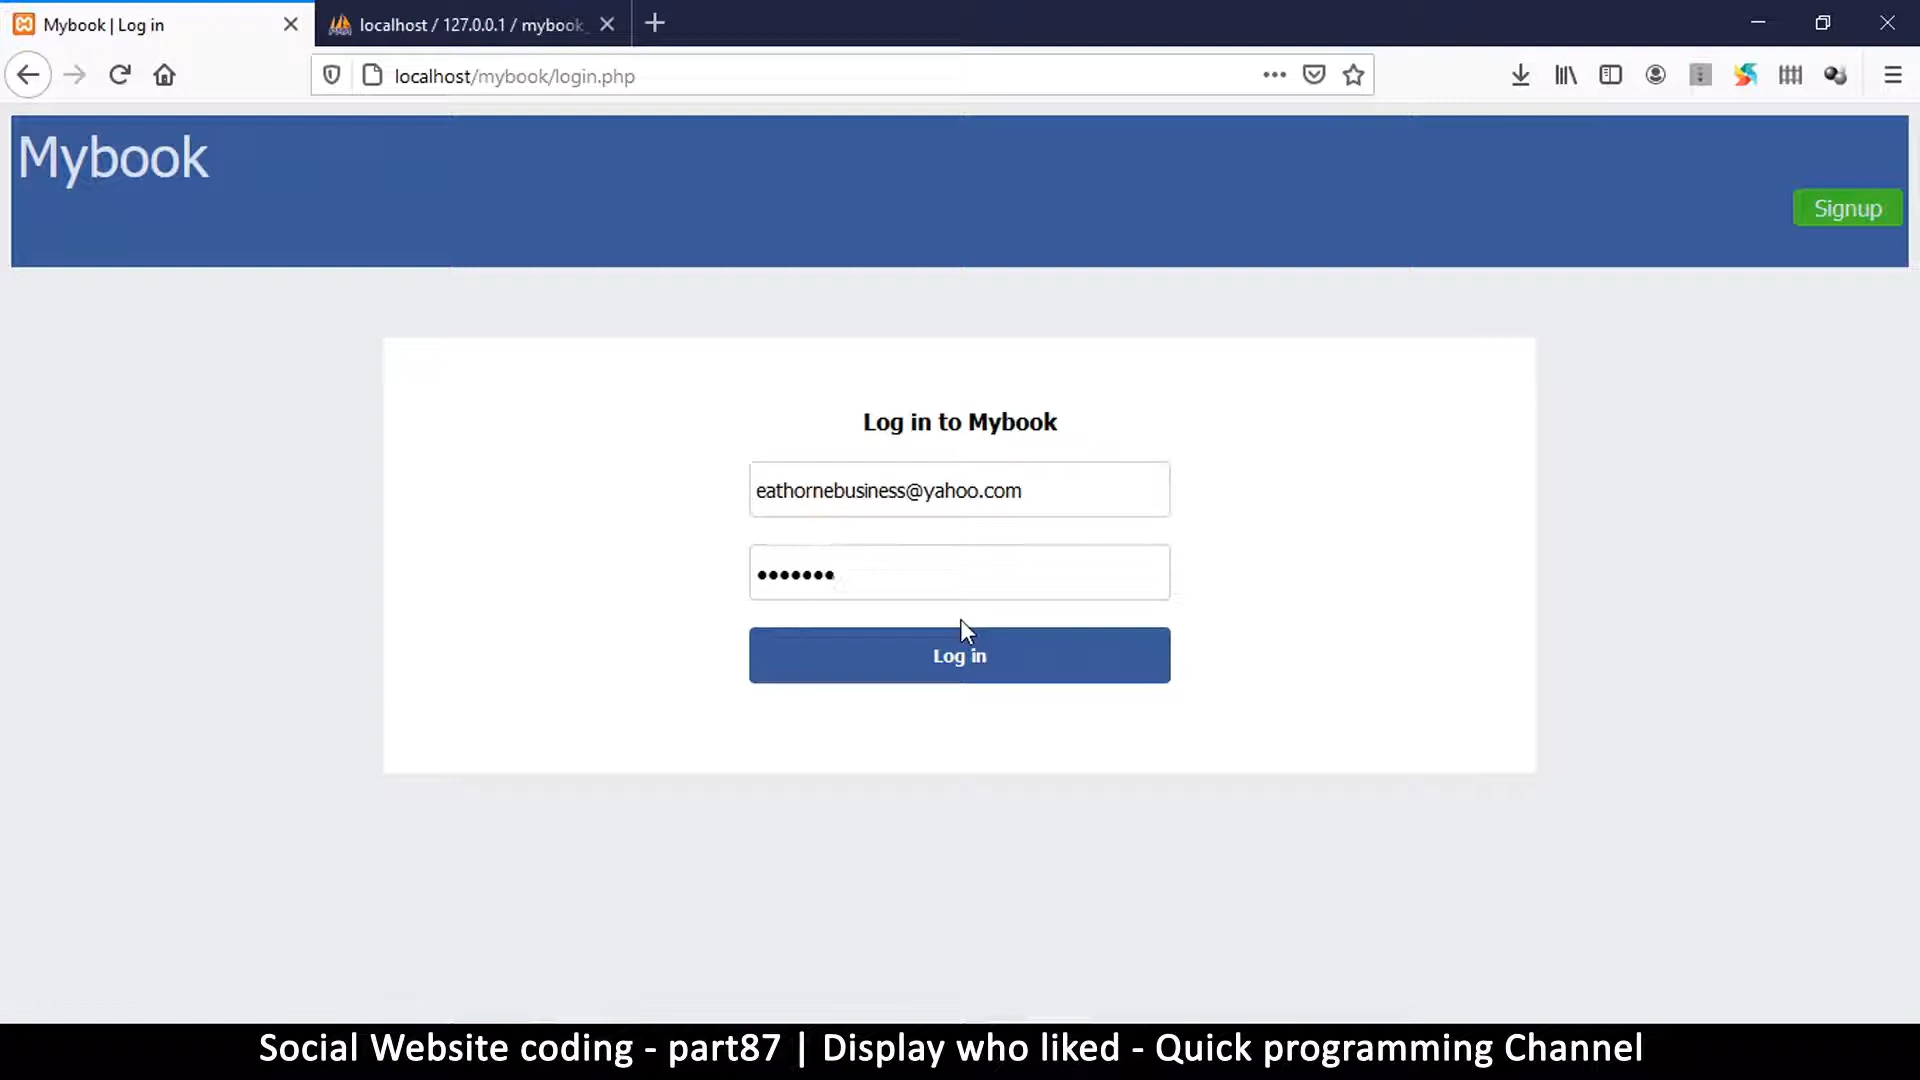 Mybook | Log in
localhost / 127.0.0.1 / mybook_
localhost/mybook/login.php
Mybook
Signup
Log in to Mybook
eathornebusiness@yahoo.com
•••••••
Log in
Social Website coding - part87 | Display who liked - Quick programming Channel